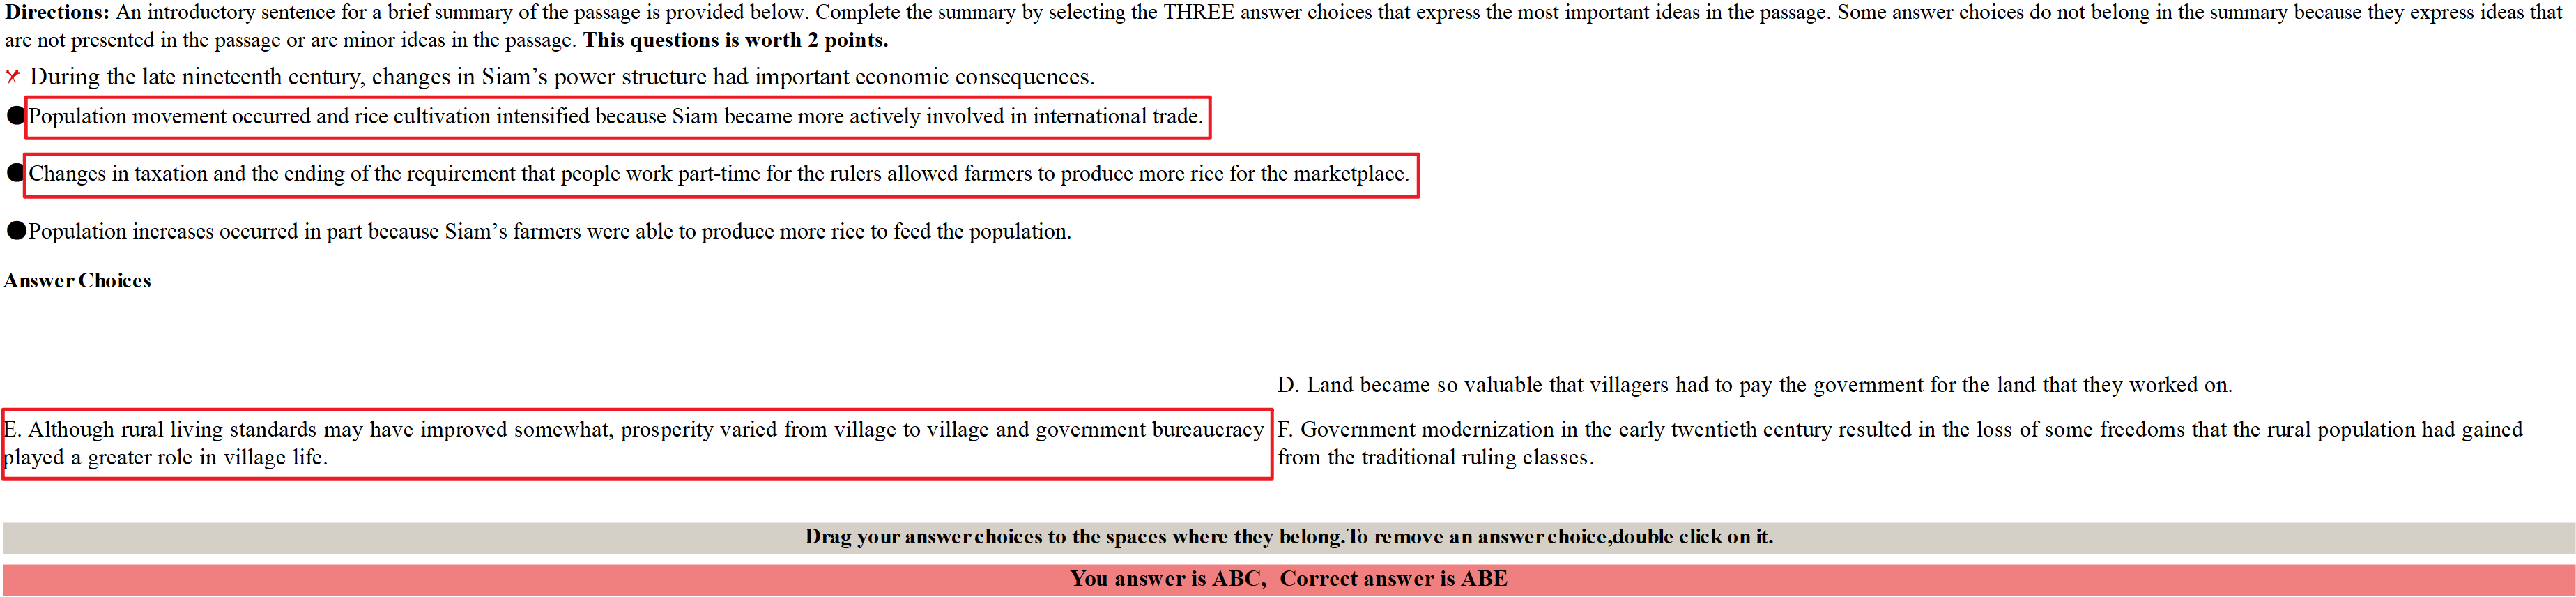 Directions: An introductory sentence for a brief summary of the passage is provided below. Complete the summary by selecting the THREE answer choices that express the most important ideas in the passage. Some answer choices do not belong in the summary because they express ideas that
are not presented in the passage or are minor ideas in the passage. This questions is worth 2 points.
During the late nineteenth century, changes in Siam's power structure had important economic consequences.
●Population movement occurred and rice cultivation intensified because Siam became more actively involved in international trade.
●Changes in taxation and the ending of the requirement that people work part-time for the rulers allowed farmers to produce more rice for the marketplace.
●Population increases occurred in part because Siam's farmers were able to produce more rice to feed the population.
Answer Choices
D. Land became so valuable that villagers had to pay the government for the land that they worked on.
E. Although rural living standards may have improved somewhat, prosperity varied from village to village and government bureaucracy
played a greater role in village life.
F. Government modernization in the early twentieth century resulted in the loss of some freedoms that the rural population had gained
from the traditional ruling classes.
Drag your answer choices to the spaces where they belong.To remove an answer choice,double click on it.
You answer is ABC, Correct answer is ABE